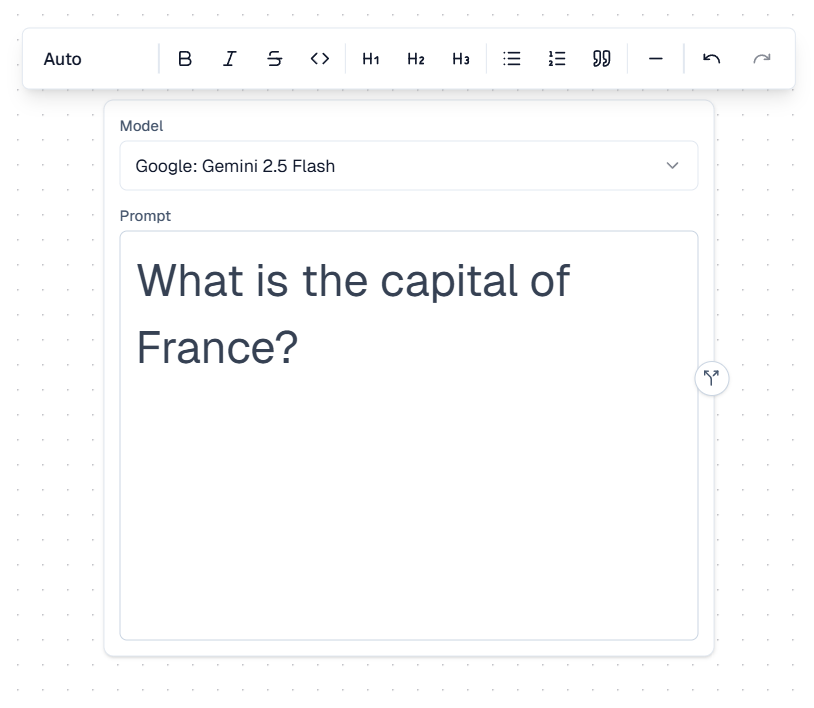 Auto
H1 H2 H3
Model
Google: Gemini 2.5 Flash
Prompt
What is the capital of
France?